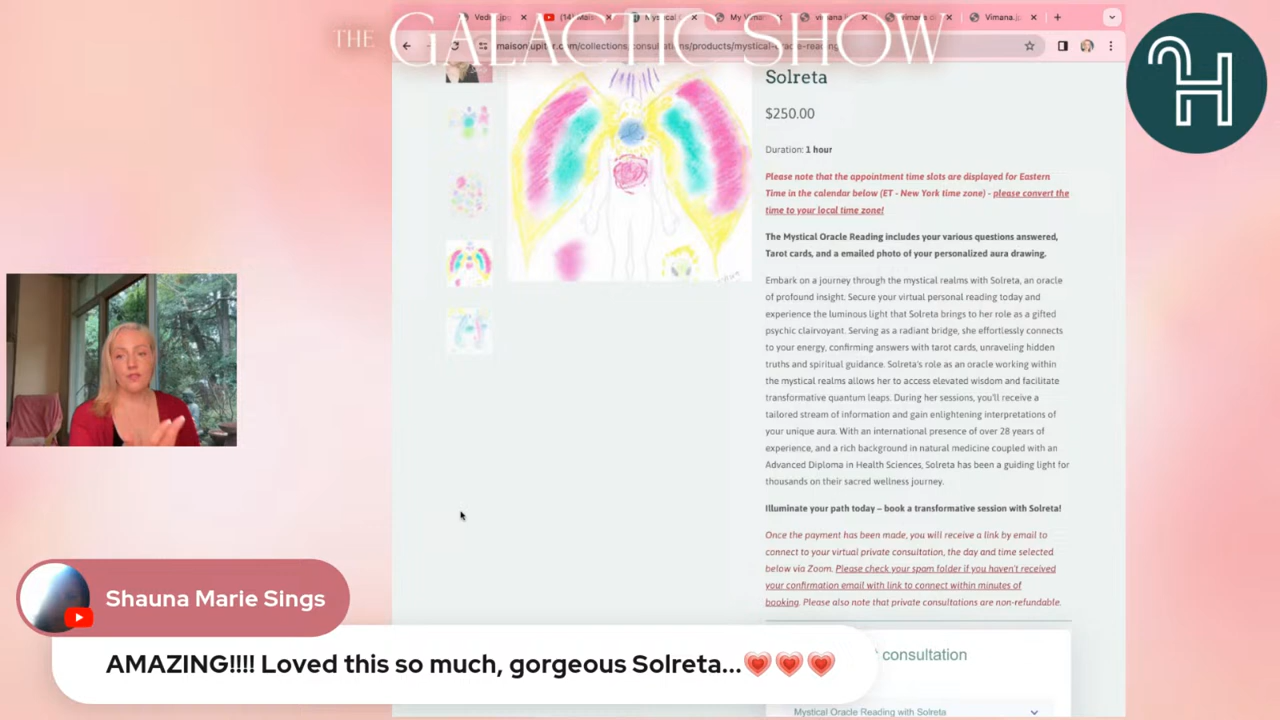 THE GALACTIC SHOW
Vedi .jpg
My Vima
vimana
Vimana.j
maisonjupiter.com/collections/consultations/products/mystical-oracle-reading
H
Solreta
$250.00
Duration: 1 hour
Please note that the appointment time slots are displayed for Eastern
Time in the calendar below (ET - New York time zone) - please convert the
time to your local time zone!
The Mystical Oracle Reading includes your various questions answered,
Tarot cards, and a emailed photo of your personalized aura drawing.
Embark on a journey through the mystical realms with Solreta, an oracle
of profound insight. Secure your virtual personal reading today and
experience the luminous light that Solreta brings to her role as a gifted
psychic clairvoyant. Serving as a radiant bridge, she effortlessly connects
to your energy, confirming answers with tarot cards, unraveling hidden
truths and spiritual guidance. Solreta's role as an oracle working within
the mystical realms allows her to access elevated wisdom and facilitate
transformative quantum leaps. During her sessions, you'll receive a
tailored stream of information and gain enlightening interpretations of
your unique aura. With an international presence of over 28 years of
experience, and a rich background in natural medicine coupled with an
Advanced Diploma in Health Sciences, Solreta has been a guiding light for
thousands on their sacred wellness journey.
Illuminate your path today – book a transformative session with Solreta!
Once the payment has been made, you will receive a link by email to
connect to your virtual private consultation, the day and time selected
below via Zoom. Please check your spam folder if you haven't received
your confirmation email with link to connect within minutes of
booking. Please also note that private consultations are non-refundable.
consultation
Mystical Oracle Reading with Solreta
Shauna Marie Sings
AMAZING!!!! Loved this so much, gorgeous Solreta...💗💗💗